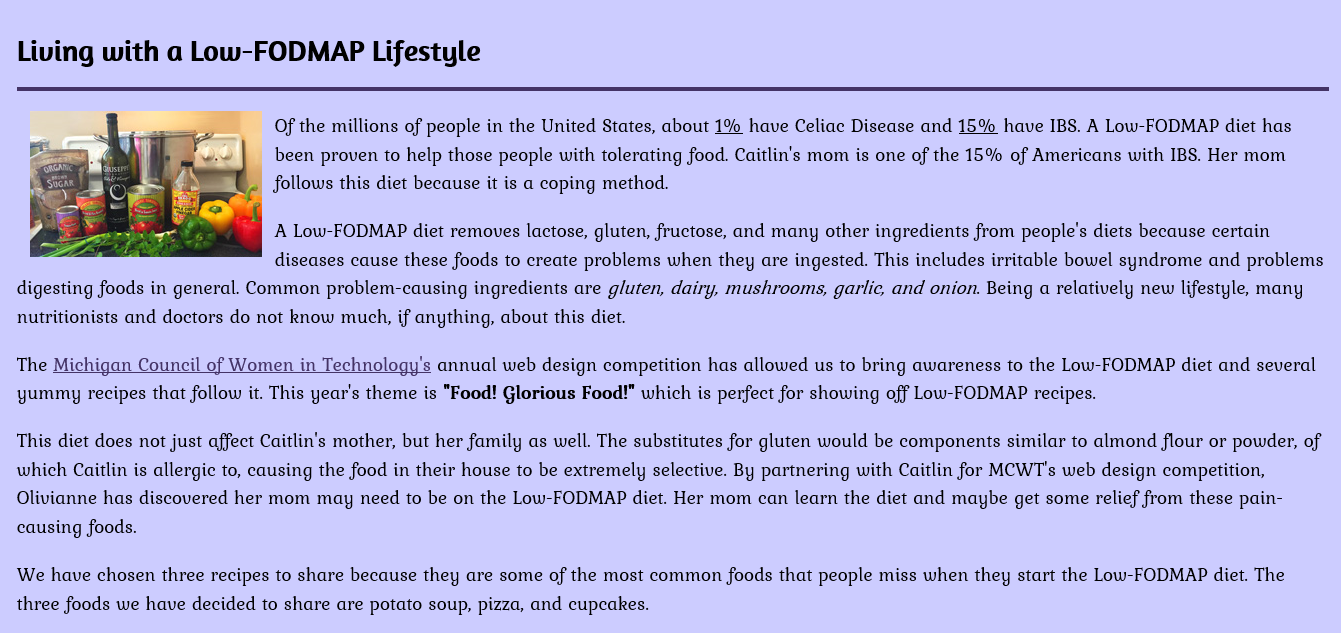 Living with a Low-FODMAP Lifestyle
ORGANIC
BROWN
SUGAR
GIUSEPPE
Of the millions of people in the United States, about 1% have Celiac Disease and 15% have IBS. A Low-FODMAP diet has
been proven to help those people with tolerating food. Caitlin's mom is one of the 15% of Americans with IBS. Her mom
follows this diet because it is a coping method.
A Low-FODMAP diet removes lactose, gluten, fructose, and many other ingredients from people's diets because certain
diseases cause these foods to create problems when they are ingested. This includes irritable bowel syndrome and problems
digesting foods in general. Common problem-causing ingredients are gluten, dairy, mushrooms, garlic, and onion. Being a relatively new lifestyle, many
nutritionists and doctors do not know much, if anything, about this diet.
The Michigan Council of Women in Technology's annual web design competition has allowed us to bring awareness to the Low-FODMAP diet and several
yummy recipes that follow it. This year's theme is "Food! Glorious Food!" which is perfect for showing off Low-FODMAP recipes.
This diet does not just affect Caitlin's mother, but her family as well. The substitutes for gluten would be components similar to almond flour or powder, of
which Caitlin is allergic to, causing the food in their house to be extremely selective. By partnering with Caitlin for MCWT's web design competition,
Olivianne has discovered her mom may need to be on the Low-FODMAP diet. Her mom can learn the diet and maybe get some relief from these pain-
causing foods.
We have chosen three recipes to share because they are some of the most common foods that people miss when they start the Low-FODMAP diet. The
three foods we have decided to share are potato soup, pizza, and cupcakes.